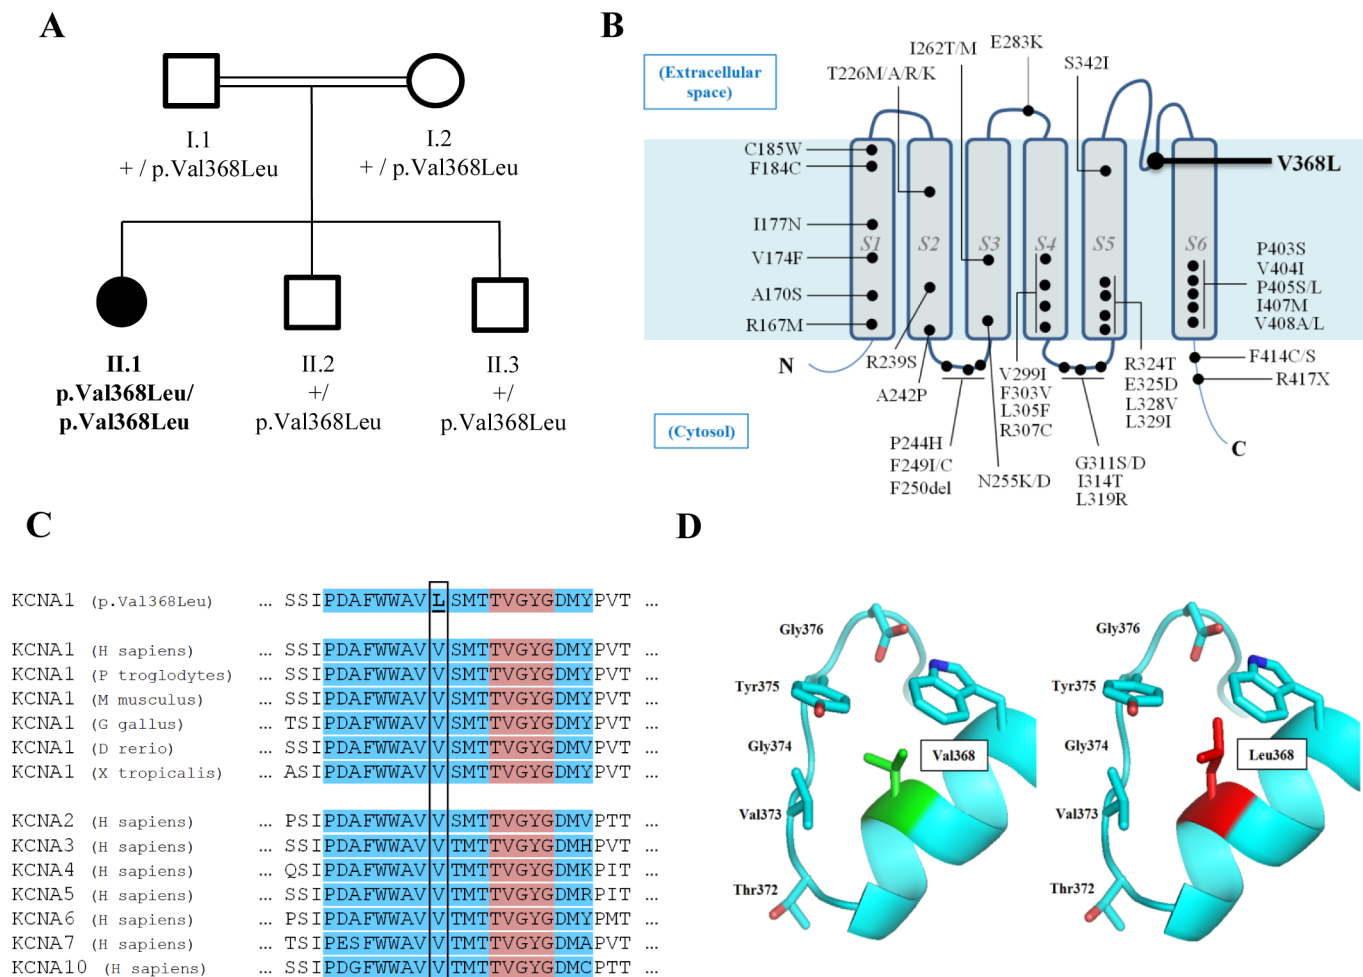 A
I.1
+ / p.Val368Leu
I.2
+ / p.Val368Leu
II.1
p.Val368Leu/
p.Val368Leu
II.2
+/
p.Val368Leu
II.3
+/
p.Val368Leu
B
(Extracellular
space)
T226M/A/R/K
I262T/M
E283K
S342I
V368L
C185W
F184C
I177N
V174F
A170S
R167M
S1
S2
S3
S4
S5
S6
P403S
V404I
P405S/L
I407M
V408A/L
F414C/S
R417X
N
C
R239S
A242P
V299I
F303V
L305F
R307C
R324T
E325D
L328V
L329I
(Cytosol)
P244H
F249I/C
F250del
N255K/D
G311S/D
I314T
L319R
C
KCNA1 (p.Val368Leu) ... SSIPDAFWWAVLSMTTVGYGDMYPVT ...
KCNA1 (H sapiens) ... SSIPDAFWWAVVSMTTVGYGDMYPVT ...
KCNA1 (P troglodytes) ... SSIPDAFWWAVVSMTTVGYGDMYPVT ...
KCNA1 (M musculus) ... SSIPDAFWWAVVSMTTVGYGDMYPVT ...
KCNA1 (G gallus) ... TSIPDAFWWAVVSMTTVGYGDMYPVT ...
KCNA1 (D rerio) ... SSIPDAFWWAVVSMTTVGYGDMVPVT ...
KCNA1 (X tropicalis) ... ASIPDAFWWAVVSMTTVGYGDMYPVT ...
KCNA2 (H sapiens) ... PSIPDAFWWAVVSMTTVGYGDMVPTT ...
KCNA3 (H sapiens) ... SSIPDAFWWAVVTMTTVGYGDMHPVT ...
KCNA4 (H sapiens) ... QSIPDAFWWAVVTMTTVGYGDMKPIT ...
KCNA5 (H sapiens) ... SSIPDAFWWAVVTMTTVGYGDMRPIT ...
KCNA6 (H sapiens) ... PSIPDAFWWAVVTMTTVGYGDMYPMT ...
KCNA7 (H sapiens) ... TSIPESFWWAVVTMTTVGYGDMAPVT ...
KCNA10 (H sapiens) ... SSIPDGFWWAVVTMTTVGYGDMCPTT ...
D
Gly376
Tyr375
Gly374
Val373
Thr372
Val368
Gly376
Tyr375
Gly374
Val373
Thr372
Leu368